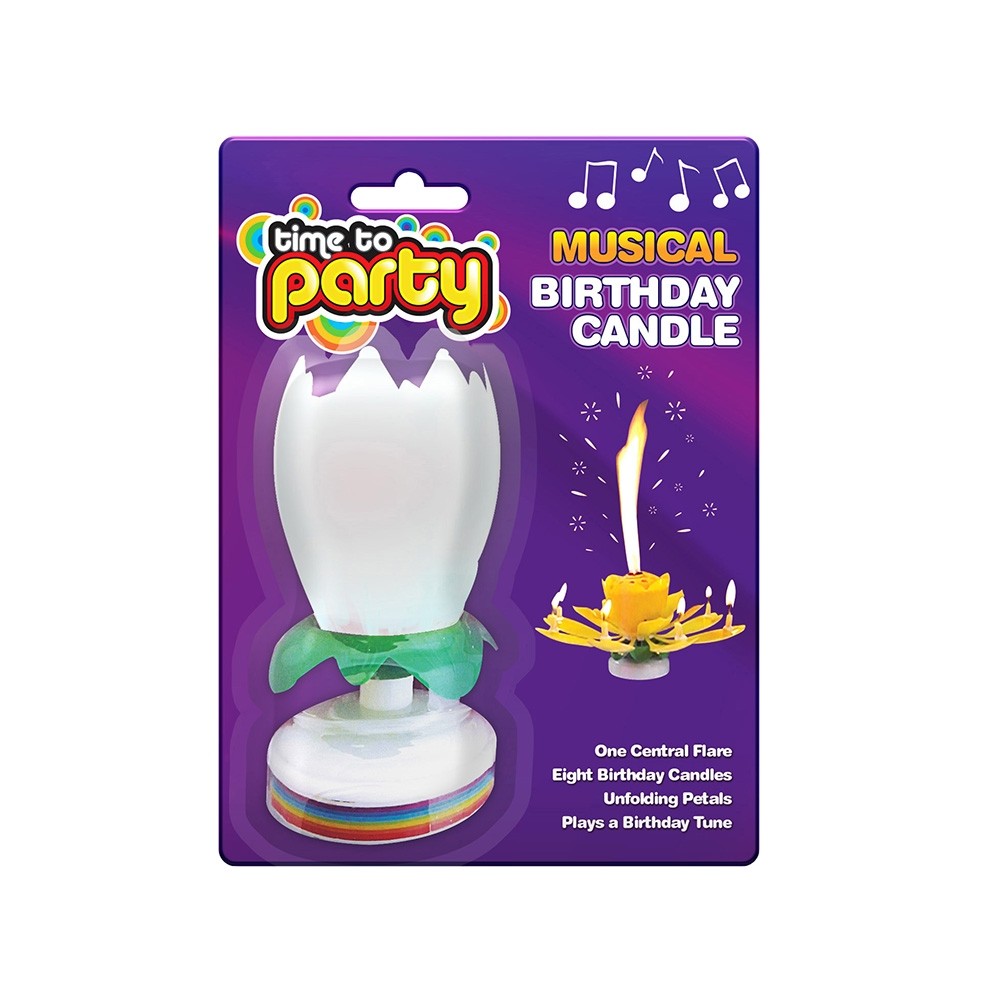 time to
party
MUSICAL
BIRTHDAY
CANDLE
One Central Flare
Eight Birthday Candles
Unfolding Petals
Plays a Birthday Tune